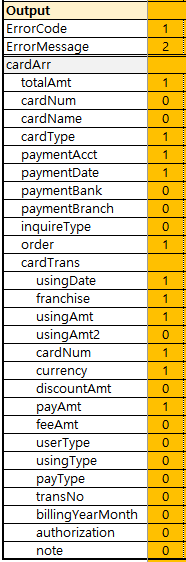 Output
ErrorCode 1
ErrorMessage 2
cardArr
totalAmt 1
cardNum 0
cardName 0
cardType 1
paymentAcct 1
paymentDate 1
paymentBank 0
paymentBranch 0
inquireType 0
order 1
cardTrans
usingDate 1
franchise 1
usingAmt 1
usingAmt2 0
cardNum 1
currency 1
discountAmt 0
payAmt 1
feeAmt 0
userType 0
usingType 0
payType 0
transNo 0
billingYearMonth 0
authorization 0
note 0